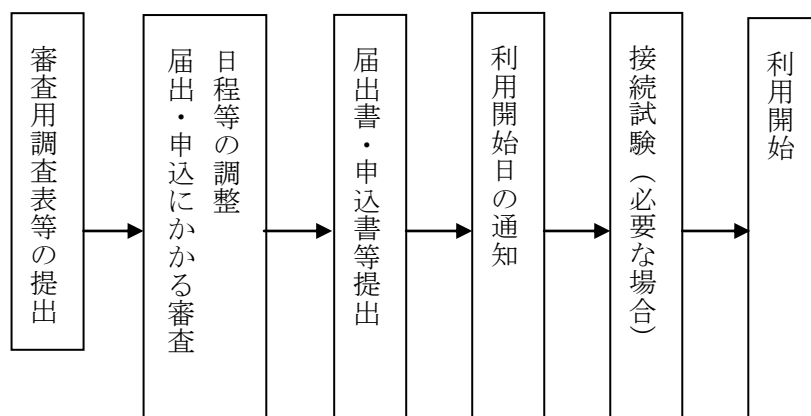 審査用調査表等の提出
日程等の調整
届出・申込にかかる審査
届出書・申込書等提出
利用開始日の通知
接続試験（必要な場合）
利用開始